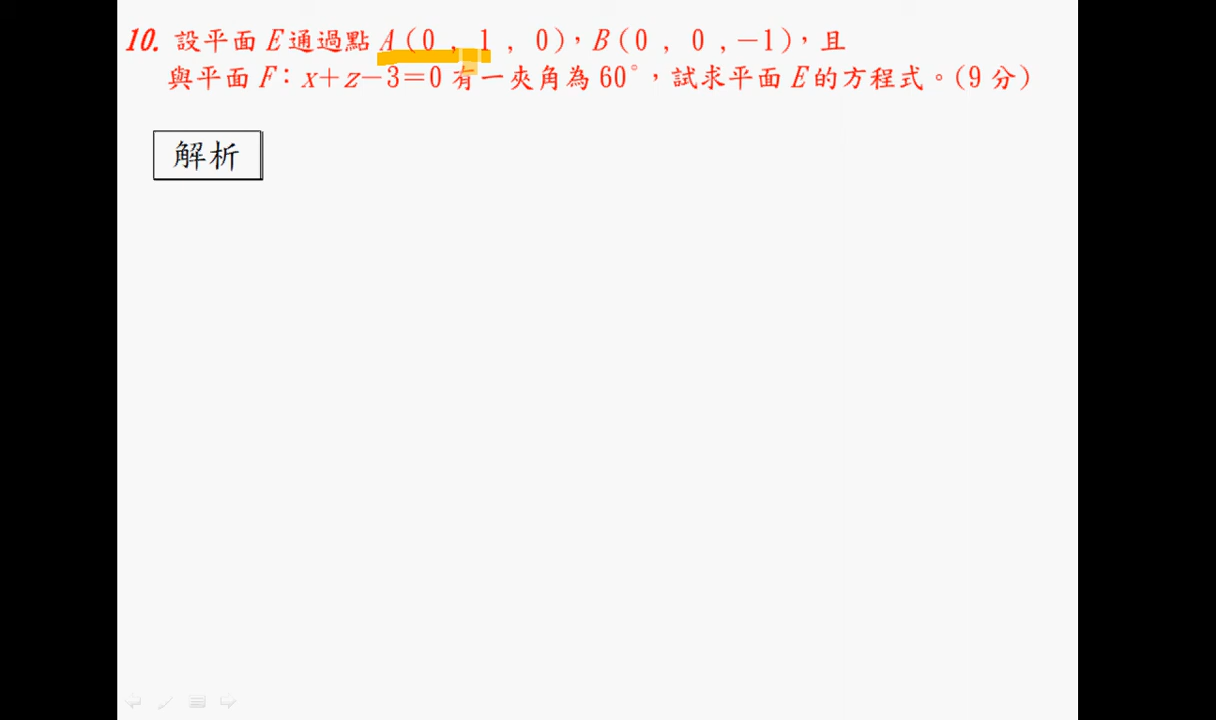 10. 設平面 E 通過點 A(0 , 1 , 0),B(0 , 0 ,-1),且
與平面 F:x+z-3=0 有一夾角為 60°,試求平面 E 的方程式。(9 分)
解析